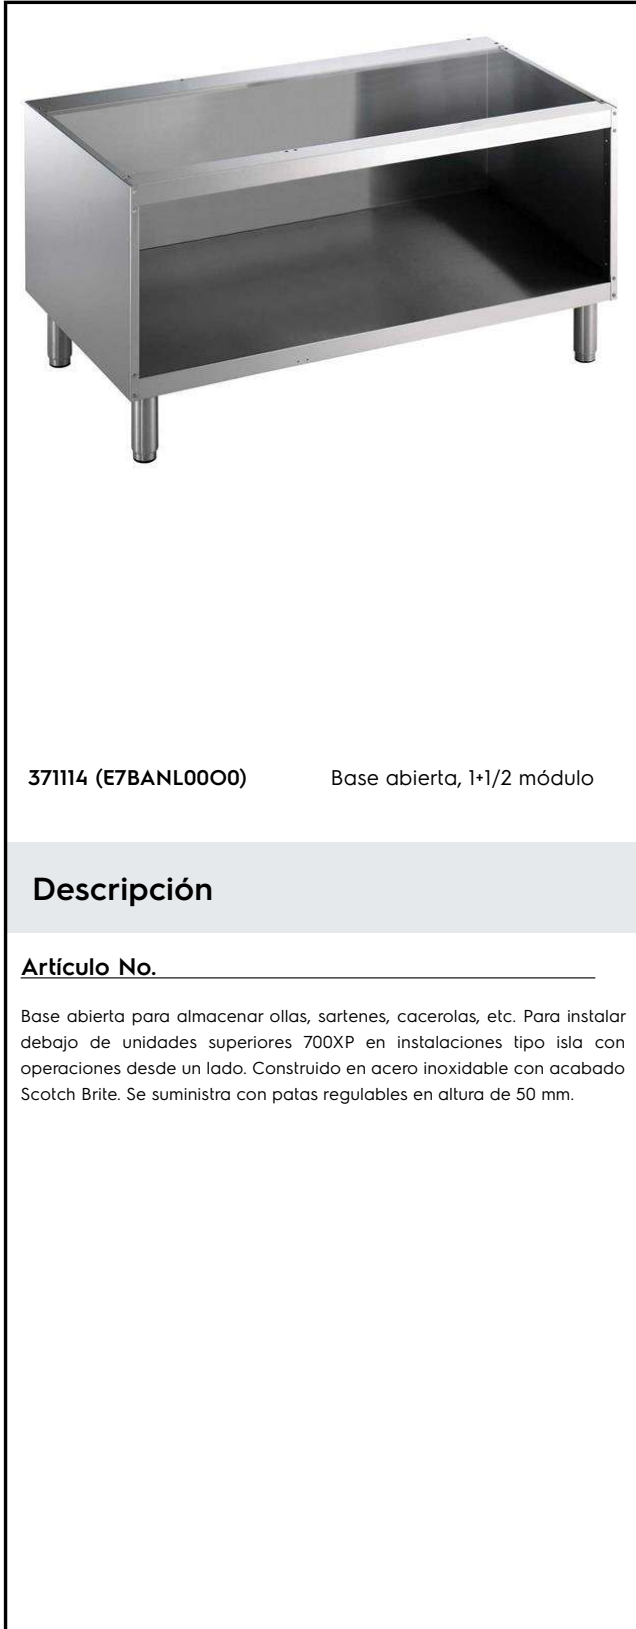 371114 (E7BANL00O0) Base abierta, 1+1/2 módulo
Descripción
Artículo No.
Base abierta para almacenar ollas, sartenes, cacerolas, etc. Para instalar
debajo de unidades superiores 700XP en instalaciones tipo isla con
operaciones desde un lado. Construido en acero inoxidable con acabado
Scotch Brite. Se suministra con patas regulables en altura de 50 mm.